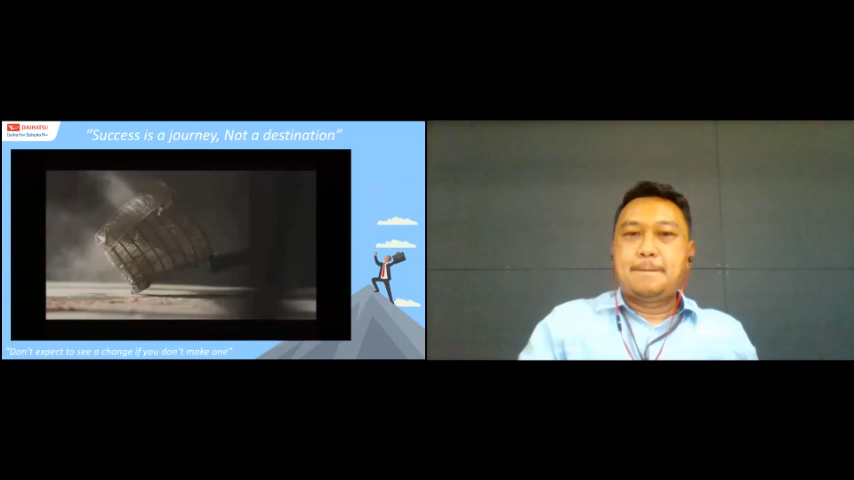 DAIHATSU
"Success is a journey, Not a destination"
"Don't expect to see a change if you don't make one"